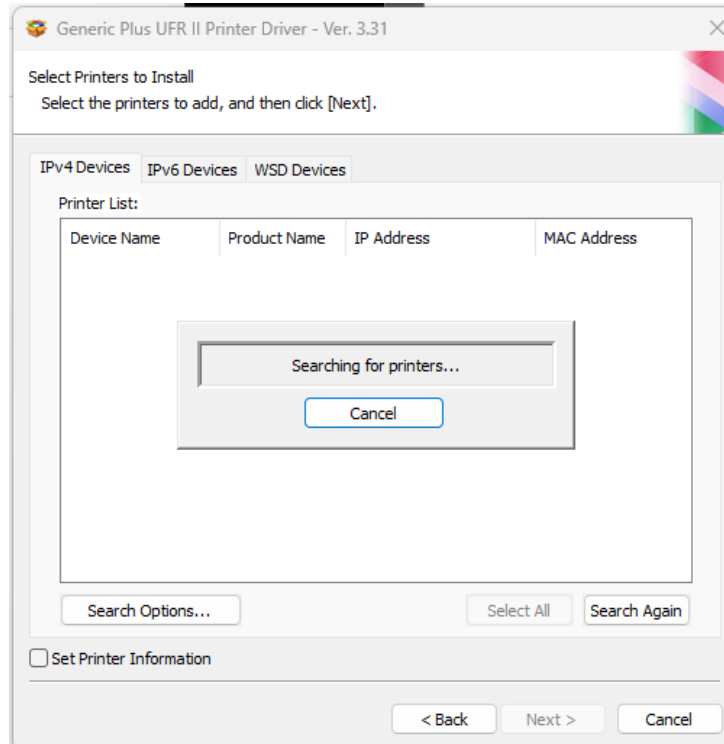 Generic Plus UFR II Printer Driver - Ver. 3.31
Select Printers to Install
Select the printers to add, and then click [Next].
IPv4 Devices IPv6 Devices WSD Devices
Printer List:
Device Name Product Name IP Address MAC Address
Searching for printers...
Cancel
Search Options... Select All Search Again
Set Printer Information
< Back Next > Cancel